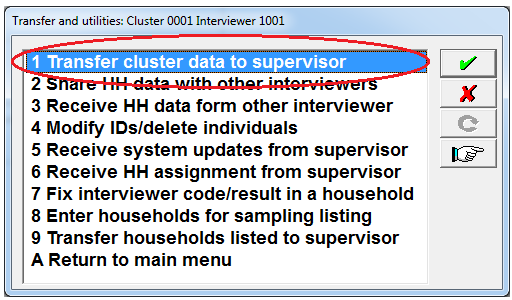 Transfer and utilities: Cluster 0001 Interviewer 1001
1 Transfer cluster data to supervisor
2 Share HH data with other interviewers
3 Receive HH data form other interviewer
4 Modify IDs/delete individuals
5 Receive system updates from supervisor
6 Receive HH assignment from supervisor
7 Fix interviewer code/result in a household
8 Enter households for sampling listing
9 Transfer households listed to supervisor
A Return to main menu